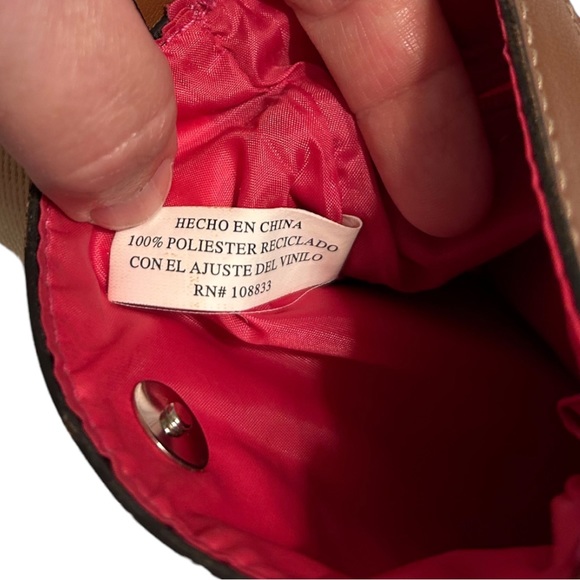 HECHO EN CHINA
100% POLIESTER RECICLADO
CON EL AJUSTE DEL VINILO
RN# 108833